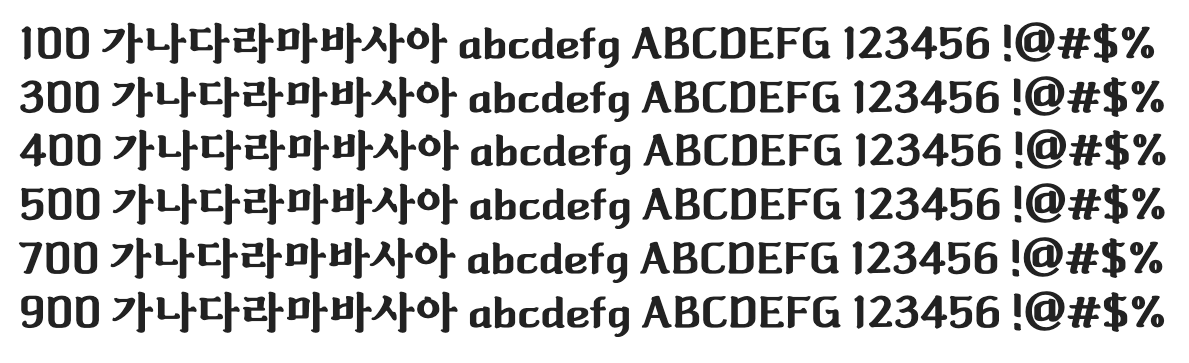 100 가나다라마바사아 abcdefg ABCDEFG 123456 !@#$%
300 가나다라마바사아 abcdefg ABCDEFG 123456 !@#$%
400 가나다라마바사아 abcdefg ABCDEFG 123456 !@#$%
500 가나다라마바사아 abcdefg ABCDEFG 123456 !@#$%
700 가나다라마바사아 abcdefg ABCDEFG 123456 !@#$%
900 가나다라마바사아 abcdefg ABCDEFG 123456 !@#$%